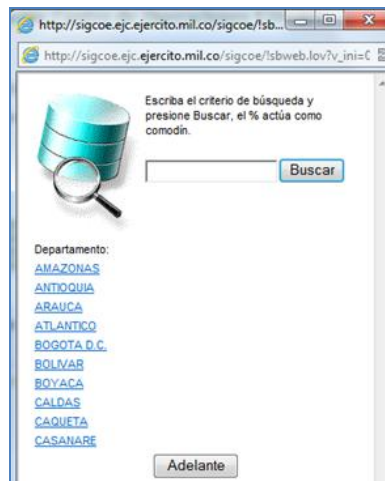 http://sigcoe.ejc.ejercito.mil.co/sigcoe/!sb...
http://sigcoe.ejc.ejercito.mil.co/sigcoe/!sbweb.lov?v_ini=C
Escriba el criterio de búsqueda y
presione Buscar, el % actúa como
comodín.
Buscar
Departamento:
AMAZONAS
ANTIOQUIA
ARAUCA
ATLANTICO
BOGOTA D.C.
BOLIVAR
BOYACA
CALDAS
CAQUETA
CASANARE
Adelante